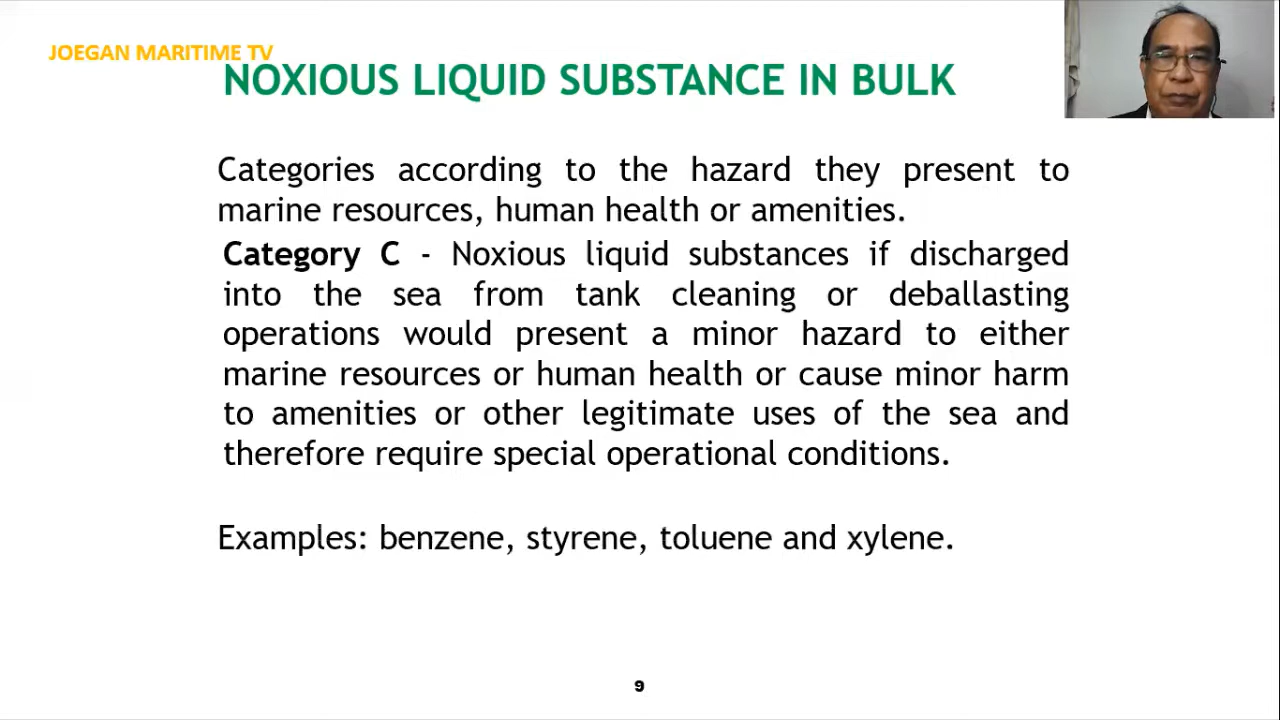 JOEGAN MARITIME TV
NOXIOUS LIQUID SUBSTANCE IN BULK
Categories according to the hazard they present to
marine resources, human health or amenities.
Category C - Noxious liquid substances if discharged
into the sea from tank cleaning or deballasting
operations would present a minor hazard to either
marine resources or human health or cause minor harm
to amenities or other legitimate uses of the sea and
therefore require special operational conditions.
Examples: benzene, styrene, toluene and xylene.
9